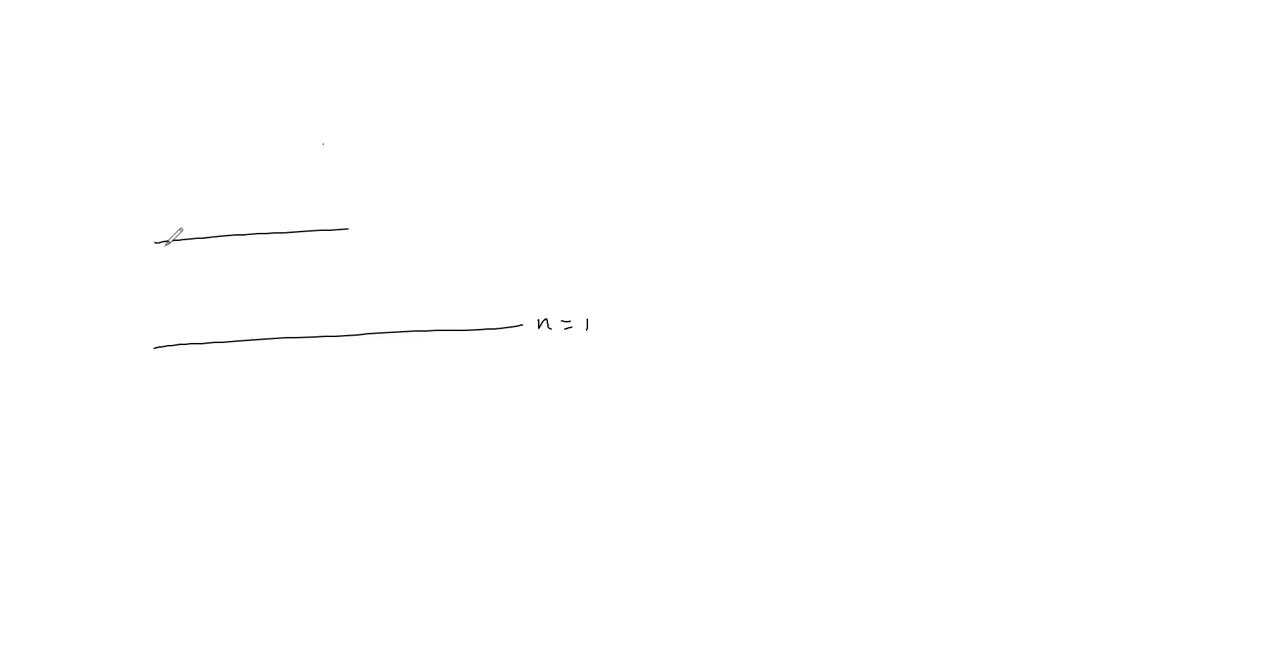 n = 1